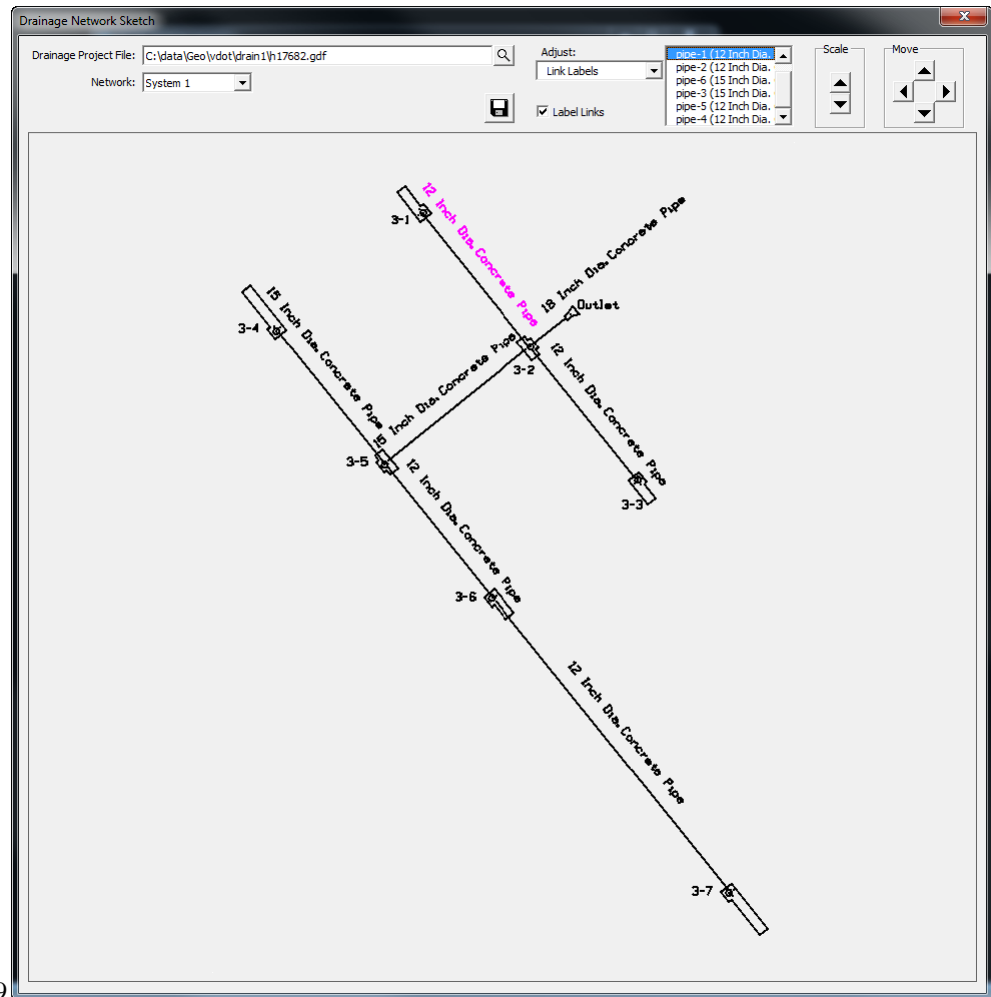 Drainage Network Sketch
Drainage Project File: C:\data\Geo\vdot\drain1\h17682.gdf
Network: System 1
Adjust:
Link Labels
Label Links
pipe-1 (12 Inch Dia.
pipe-2 (12 Inch Dia.
pipe-6 (15 Inch Dia.
pipe-3 (15 Inch Dia.
pipe-5 (12 Inch Dia.
pipe-4 (12 Inch Dia.
Scale
Move
12 Inch Dia. Concrete Pipe
3-1
18 Inch Dia. Concrete Pipe
Outlet
15 Inch Dia. Concrete Pipe
3-4
15 Inch Dia. Concrete Pipe
3-2
12 Inch Dia. Concrete Pipe
3-5
12 Inch Dia. Concrete Pipe
3-3
3-6
12 Inch Dia. Concrete Pipe
3-7
9